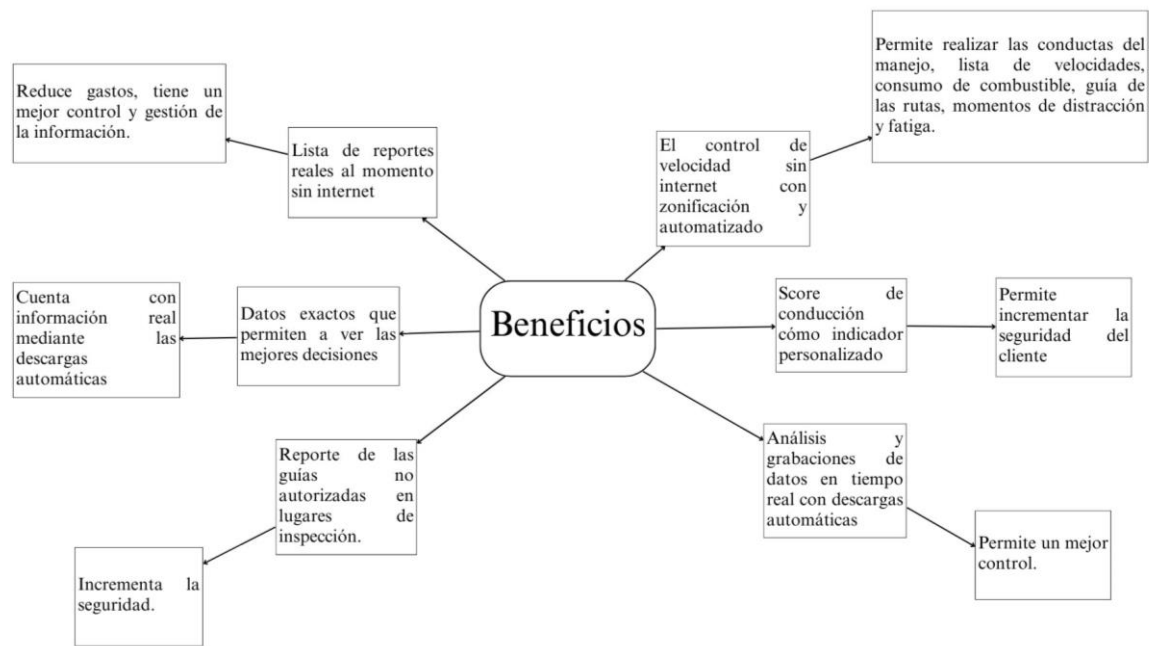 Permite realizar las conductas del
manejo, lista de velocidades,
consumo de combustible, guía de
las rutas, momentos de distracción
y fatiga.
Reduce gastos, tiene un
mejor control y gestión de
la información.
Lista de reportes
reales al momento
sin internet
El control de
velocidad sin
internet con
zonificación y
automatizado
Cuenta con
información real
mediante las
descargas
automáticas
Datos exactos que
permiten a ver las
mejores decisiones
Beneficios
Score de
conducción
cómo indicador
personalizado
Permite
incrementar la
seguridad del
cliente
Reporte de las
guías no
autorizadas en
lugares de
inspección.
Análisis y
grabaciones de
datos en tiempo
real con descargas
automáticas
Incrementa la
seguridad.
Permite un mejor
control.